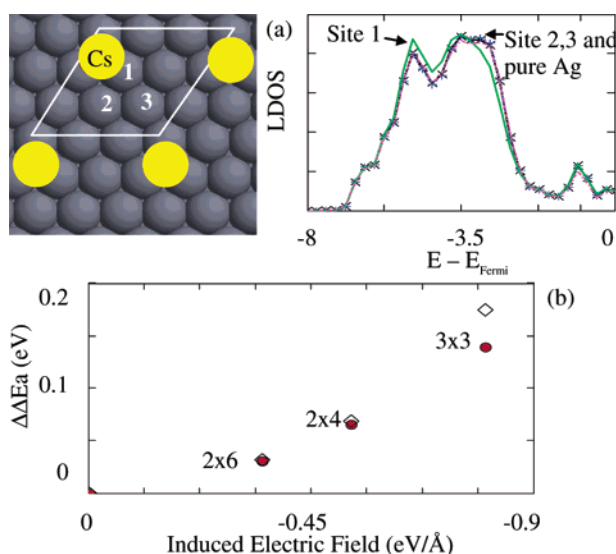 (a)
Cs
1
2 3
Site 1
Site 2,3 and
pure Ag
LDOS
-8 -3.5 0
E – E_Fermi
(b)
0.2
0.1
0
ΔΔEa (eV)
3x3
2x4
2x6
0 -0.45 -0.9
Induced Electric Field (eV/Å)